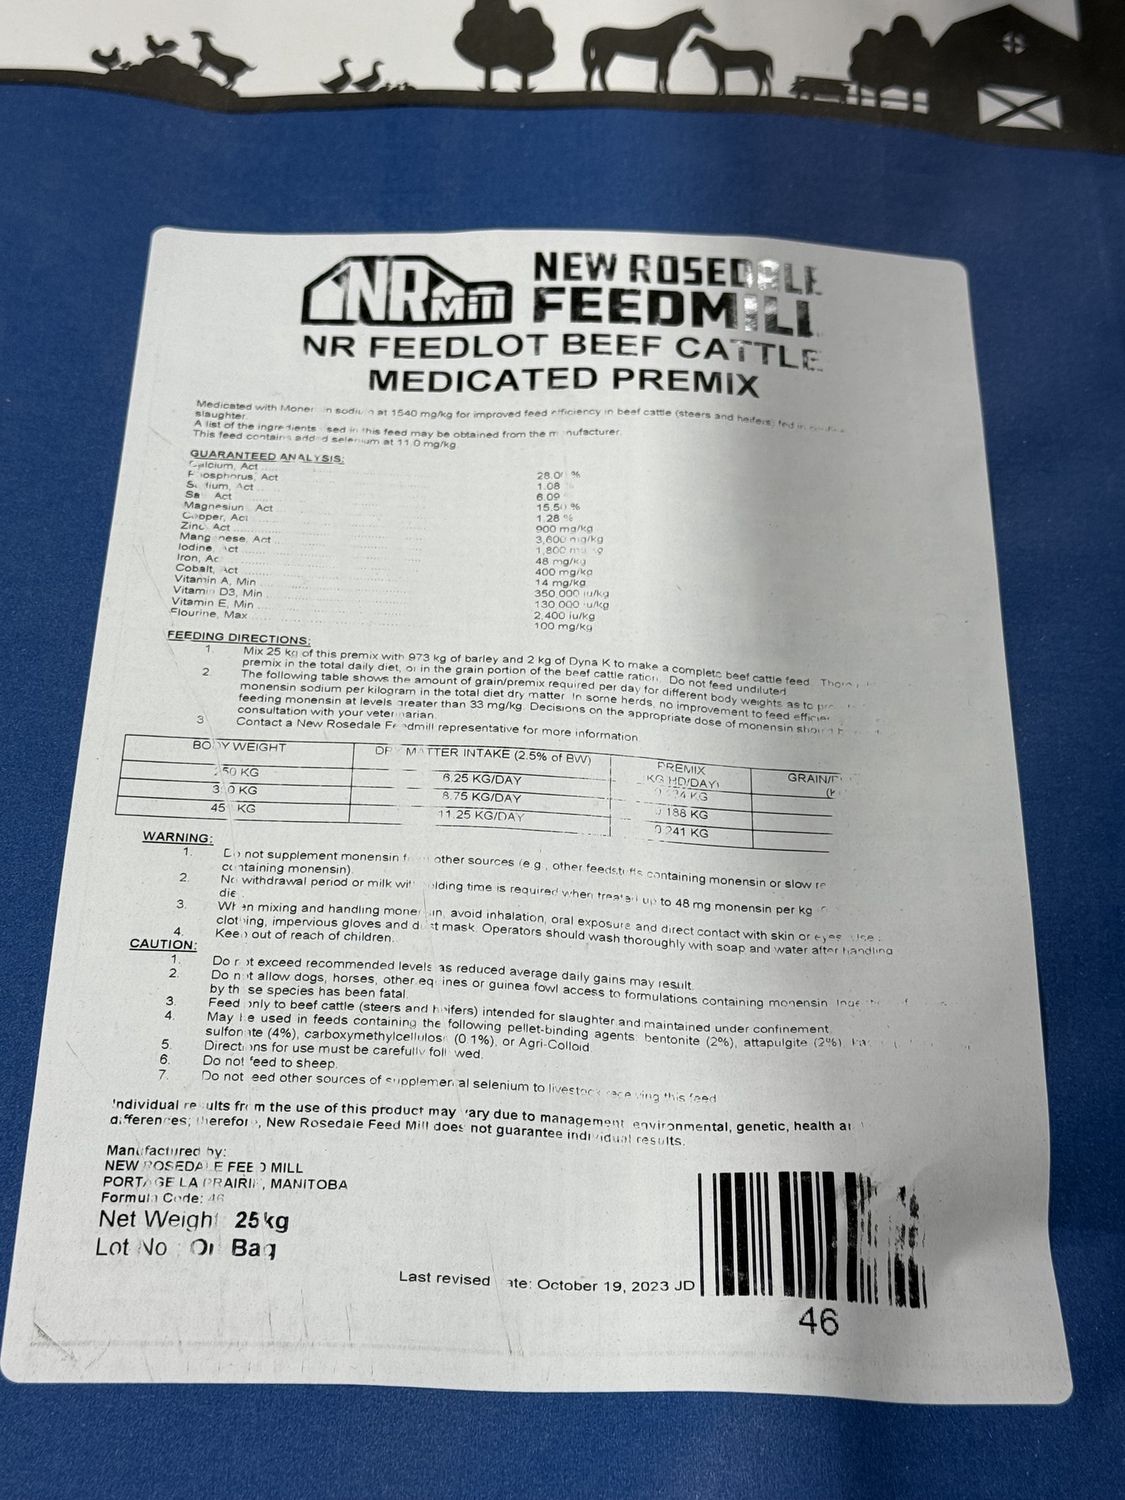 NR Mill
NEW ROSEDALE
FEEDMILL
NR FEEDLOT BEEF CATTLE
MEDICATED PREMIX
Medicated with at 1540 mg/kg for improved feed efficiency in beef cattle (steers and heifers) fed in
slaughter.
A list of the ingredients used in this feed may be obtained from the manufacturer.
This feed contains added selenium at 11.0 mg/kg
GUARANTEED ANALYSIS:
Calcium, Act 28.0 %
Phosphorus, Act 1.08
Sodium, Act 6.09
Salt Act 15.50 %
Magnesium Act 1.28 %
Copper, Act 900 mg/kg
Zinc, Act 3,600 mg/kg
Manganese, Act 1,800
Iodine, Act 48 mg/kg
Iron, Act 400 mg/kg
Cobalt, Act 14 mg/kg
Vitamin A, Min 350,000 iu/kg
Vitamin D3, Min 130,000 iu/kg
Vitamin E, Min 2,400 iu/kg
Flourine, Max 100 mg/kg
FEEDING DIRECTIONS:
1. Mix 25 kg of this premix with 973 kg of barley and 2 kg of Dyna K to make a complete beef cattle feed.
premix in the total daily diet, or in the grain portion of the beef cattle ration. Do not feed undiluted
2. The following table shows the amount of grain/premix required per day for different body weights as to
monensin sodium per kilogram in the total diet dry matter. In some herds, no improvement to feed
feeding monensin at levels greater than 33 mg/kg. Decisions on the appropriate dose of monensin
consultation with your veterinarian.
3 Contact a New Rosedale Feedmill representative for more information.
BODY WEIGHT DRY MATTER INTAKE (2.5% of BW) PREMIX
KG/HD/DAY)
6.25 KG/DAY KG
8.75 KG/DAY 188 KG
11.25 KG/DAY 0.241 KG
WARNING:
1. Do not supplement monensin from other sources (e.g., other feedstuffs containing monensin or slow
containing monensin).
2. No withdrawal period or milk withholding time is required when treated up to 48 mg monensin per kg
3. When mixing and handling monensin, avoid inhalation, oral exposure and direct contact with skin or eyes. Use
clothing, impervious gloves and dust mask. Operators should wash thoroughly with soap and water after handling
4. Keep out of reach of children.
CAUTION:
1. Do not exceed recommended levels as reduced average daily gains may result.
2. Do not allow dogs, horses, other equines or guinea fowl access to formulations containing monensin.
by these species has been fatal.
3. Feed only to beef cattle (steers and heifers) intended for slaughter and maintained under confinement
4. May be used in feeds containing the following pellet-binding agents: bentonite (2%), attapulgite (2%)
sulfonate (4%), carboxymethylcellulose (0.1%), or Agri-Colloid
5. Directions for use must be carefully followed.
6. Do not feed to sheep.
7. Do not feed other sources of supplemental selenium to livestock receiving this feed
Individual results from the use of this product may vary due to management, environmental, genetic, health
differences; therefore, New Rosedale Feed Mill does not guarantee individual results.
Manufactured by:
NEW ROSEDALE FEED MILL
PORTAGE LA PRAIRIE, MANITOBA
Formula Code: 46
Net Weight 25 kg
Lot No : On Bag
Last revised date: October 19, 2023 JD
46